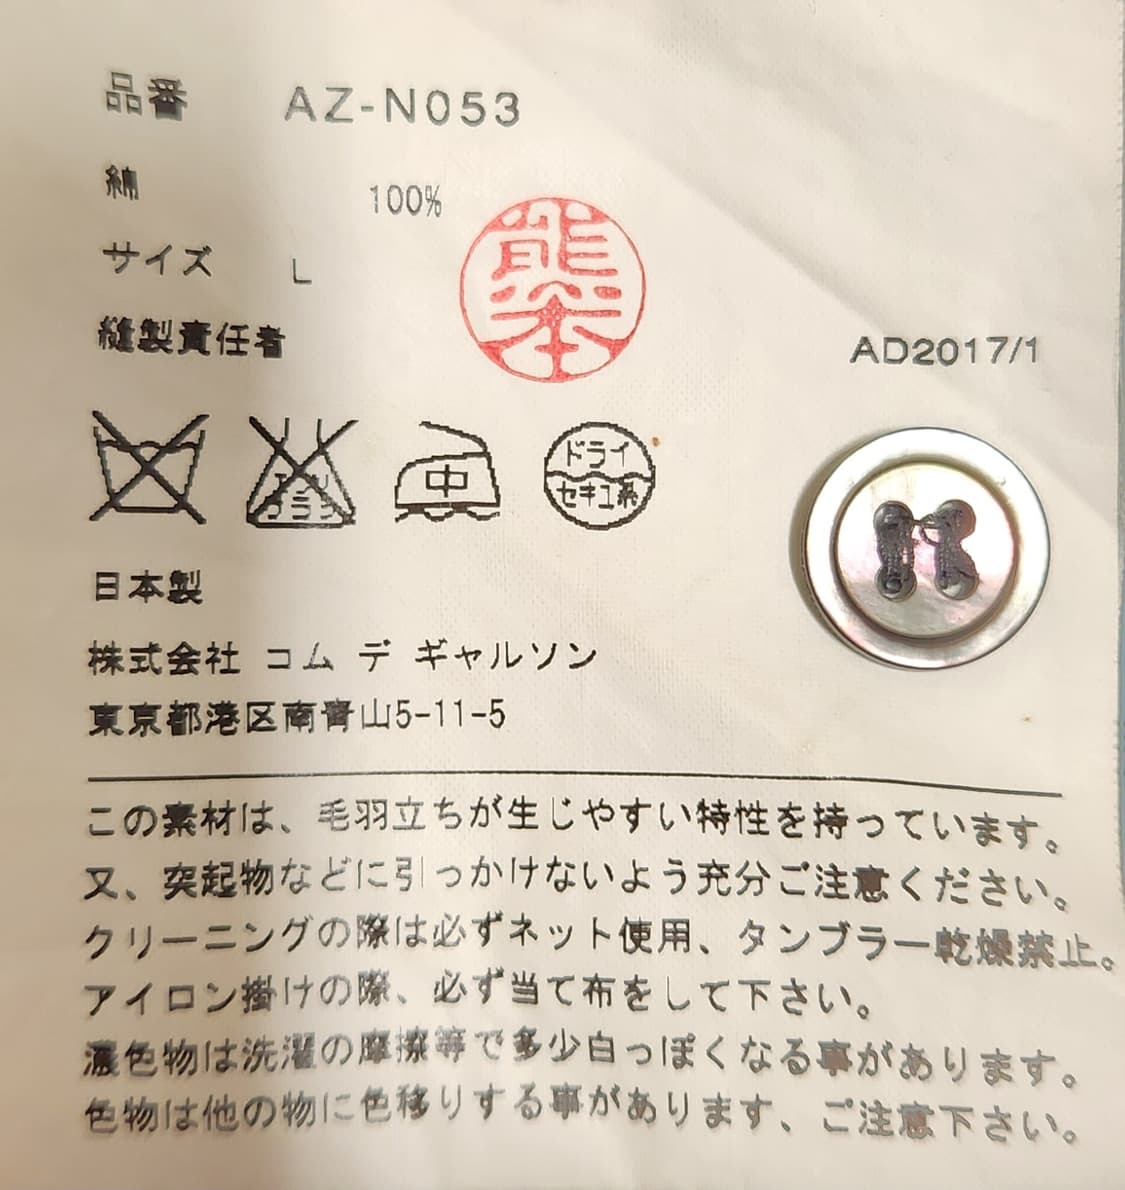 品番 AZ-N053
綿 100%
サイズ L
縫製責任者 熊本
AD2017/1
エンソ
フラシ
中
ドライ
セキユ系
日本製
株式会社 コム デ ギャルソン
東京都港区南青山5-11-5
この素材は、毛羽立ちが生じやすい特性を持っています。
又、突起物などに引っかけないよう充分ご注意ください。
クリーニングの際は必ずネット使用、タンブラー乾燥禁止。
アイロン掛けの際、必ず当て布をして下さい。
濃色物は洗濯の摩擦等で多少白っぽくなる事があります。
色物は他の物に色移りする事があります、ご注意下さい。